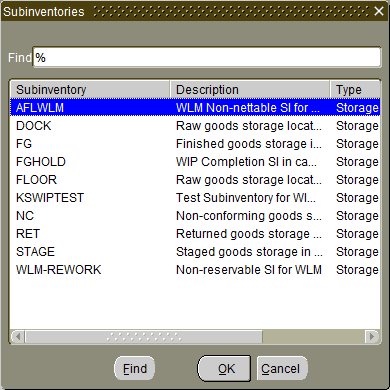 Subinventories
Find %
Subinventory Description Type
AFLWLM WLM Non-nettable SI for ... Storage
DOCK Raw goods storage locat... Storage
FG Finished goods storage i... Storage
FGHOLD WIP Completion SI in ca... Storage
FLOOR Raw goods storage locat... Storage
KSWIPTEST Test Subinventory for WI... Storage
NC Non-conforming goods s... Storage
RET Returned goods storage ... Storage
STAGE Staged goods storage in ... Storage
WLM-REWORK Non-reservable SI for WLM Storage
Find OK Cancel